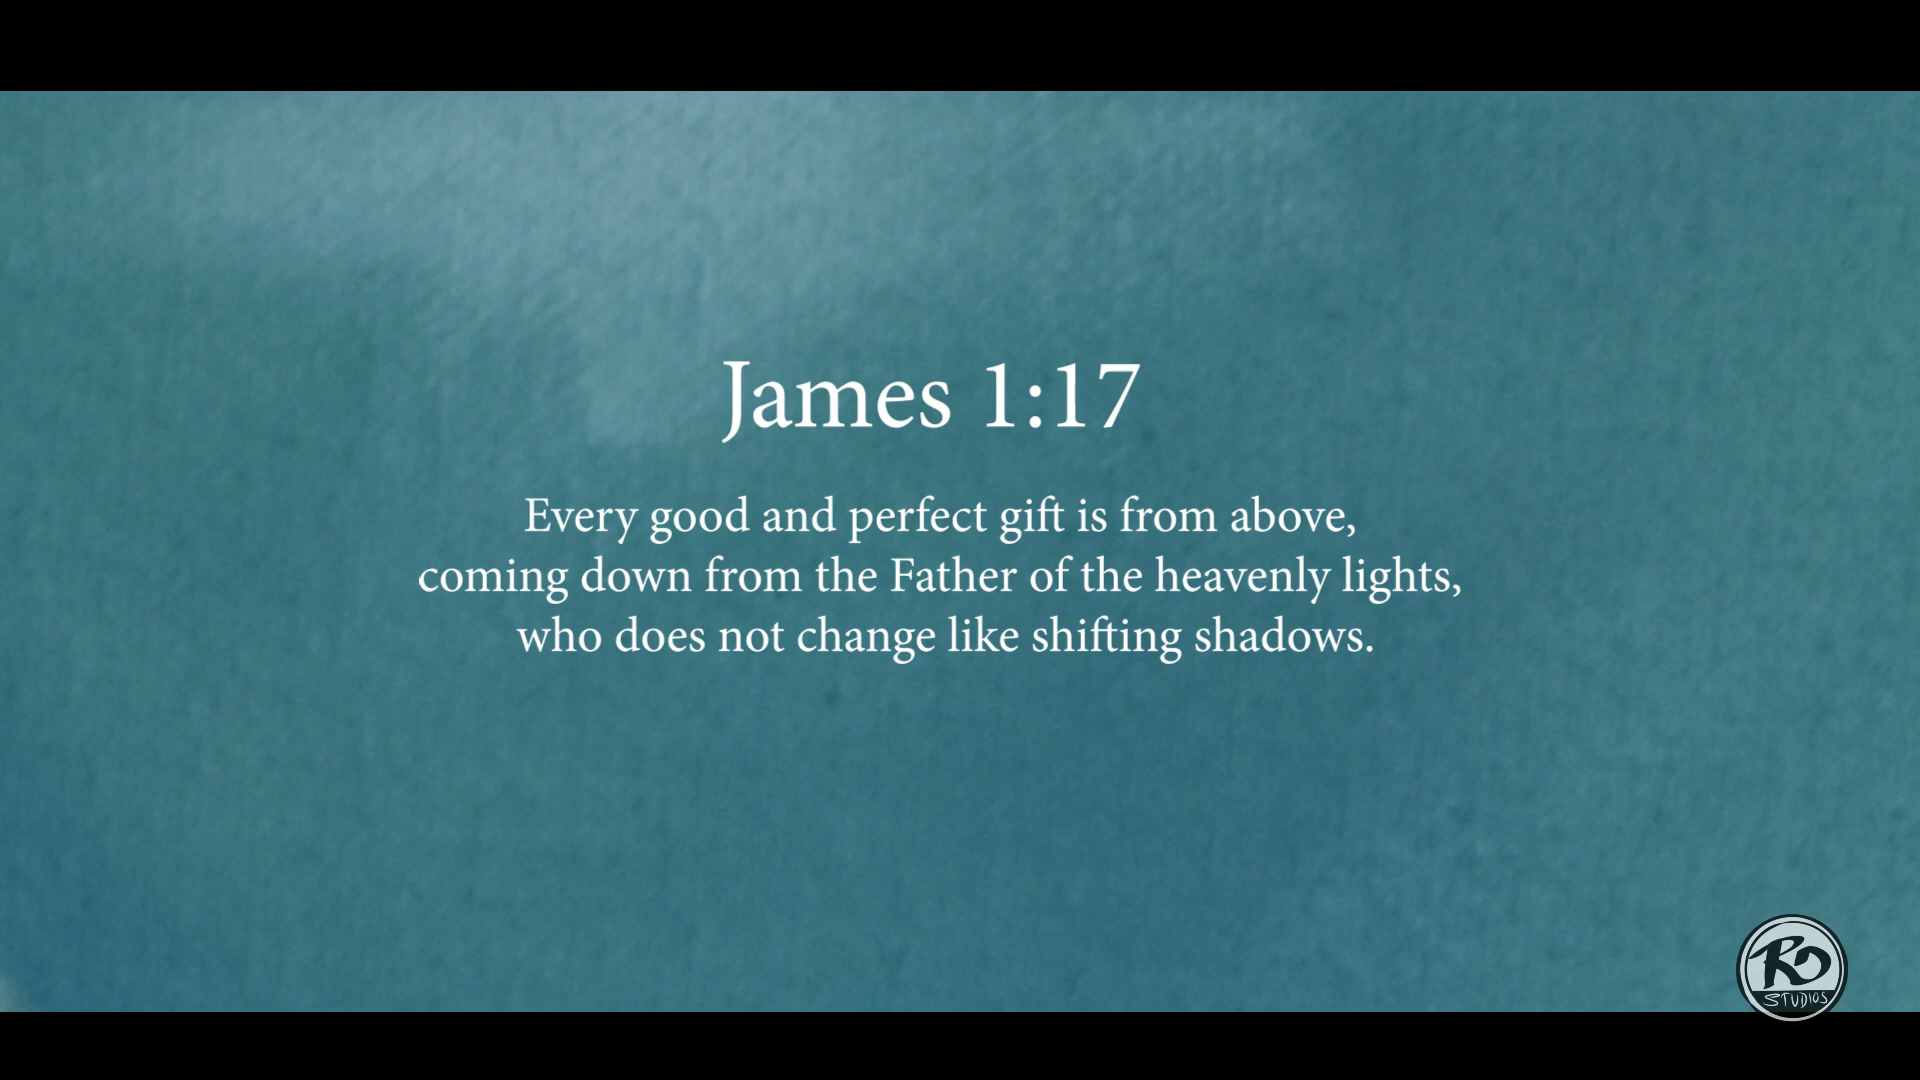 James 1:17
Every good and perfect gift is from above,
coming down from the Father of the heavenly lights,
who does not change like shifting shadows.
RD
STUDIOS